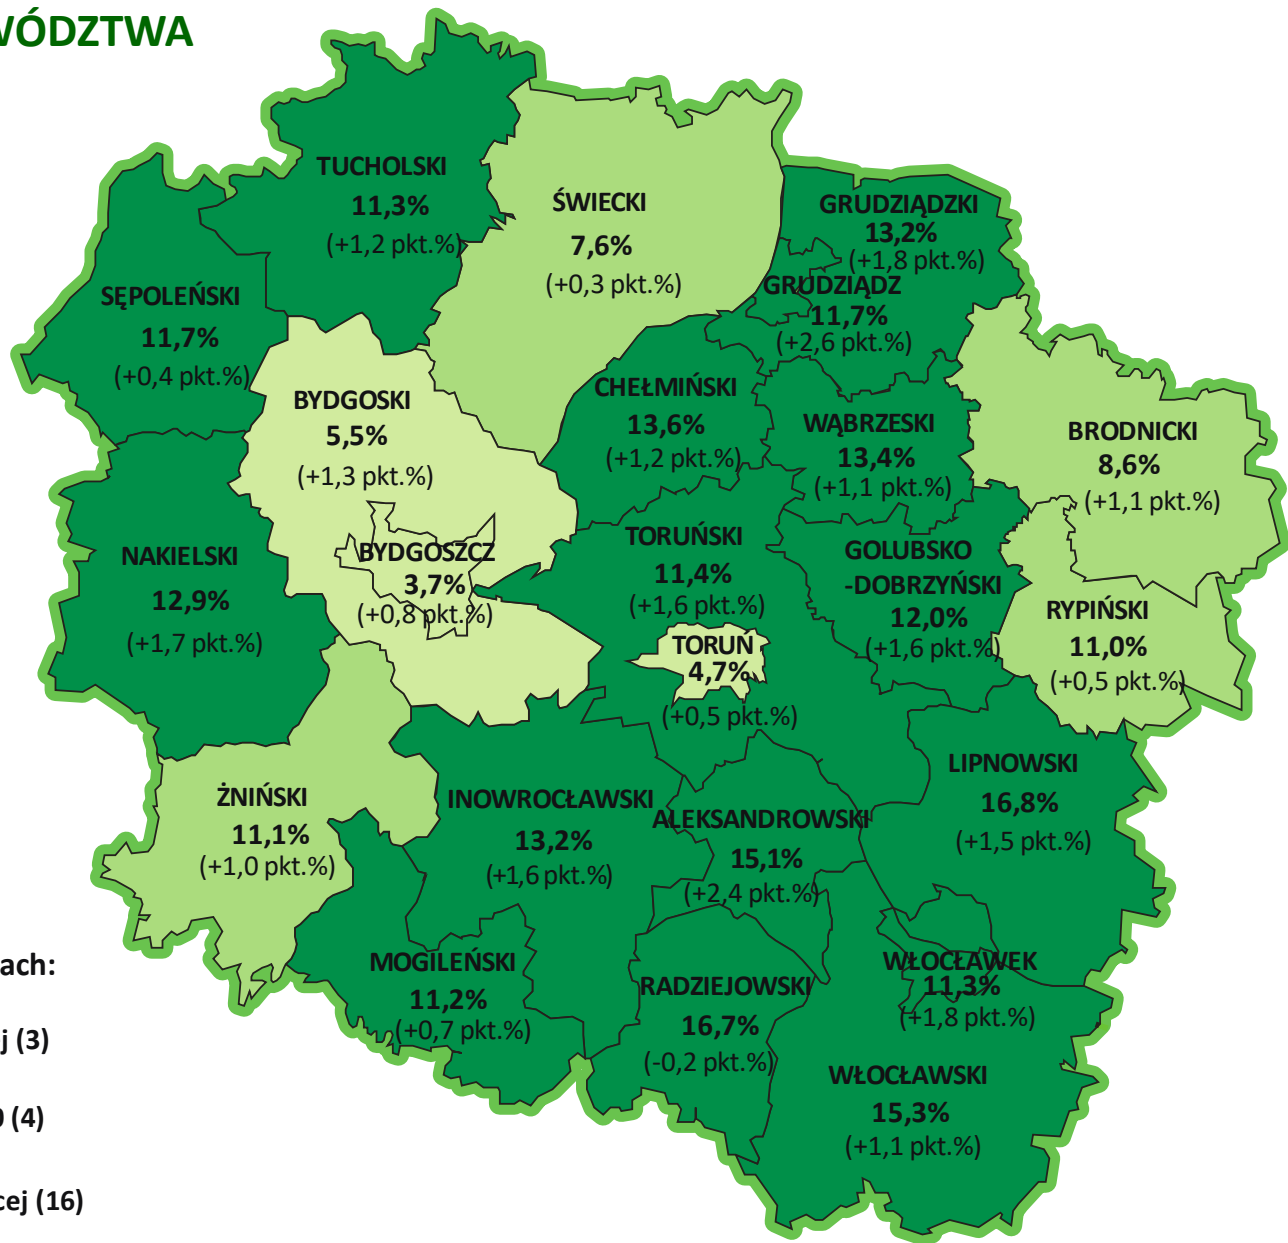 WÓDZTWA
TUCHOLSKI
11,3%
(+1,2 pkt.%)
ŚWIECKI
7,6%
(+0,3 pkt.%)
GRUDZIĄDZKI
13,2%
(+1,8 pkt.%)
GRUDZIĄDZ
11,7%
(+2,6 pkt.%)
SĘPOLEŃSKI
11,7%
(+0,4 pkt.%)
BYDGOSKI
5,5%
(+1,3 pkt.%)
CHEŁMIŃSKI
13,6%
(+1,2 pkt.%)
WĄBRZESKI
13,4%
(+1,1 pkt.%)
BRODNICKI
8,6%
(+1,1 pkt.%)
NAKIELSKI
12,9%
(+1,7 pkt.%)
BYDGOSZCZ
3,7%
(+0,8 pkt.%)
TORUŃSKI
11,4%
(+1,6 pkt.%)
GOLUBSKO
-DOBRZYŃSKI
12,0%
(+1,6 pkt.%)
RYPIŃSKI
11,0%
(+0,5 pkt.%)
TORUŃ
4,7%
(+0,5 pkt.%)
ŻNIŃSKI
11,1%
(+1,0 pkt.%)
INOWROCŁAWSKI
13,2%
(+1,6 pkt.%)
ALEKSANDROWSKI
15,1%
(+2,4 pkt.%)
LIPNOWSKI
16,8%
(+1,5 pkt.%)
MOGILEŃSKI
11,2%
(+0,7 pkt.%)
RADZIEJOWSKI
16,7%
(-0,2 pkt.%)
WŁOCŁAWEK
11,3%
(+1,8 pkt.%)
WŁOCŁAWSKI
15,3%
(+1,1 pkt.%)
ach:
j (3)
0 (4)
cej (16)